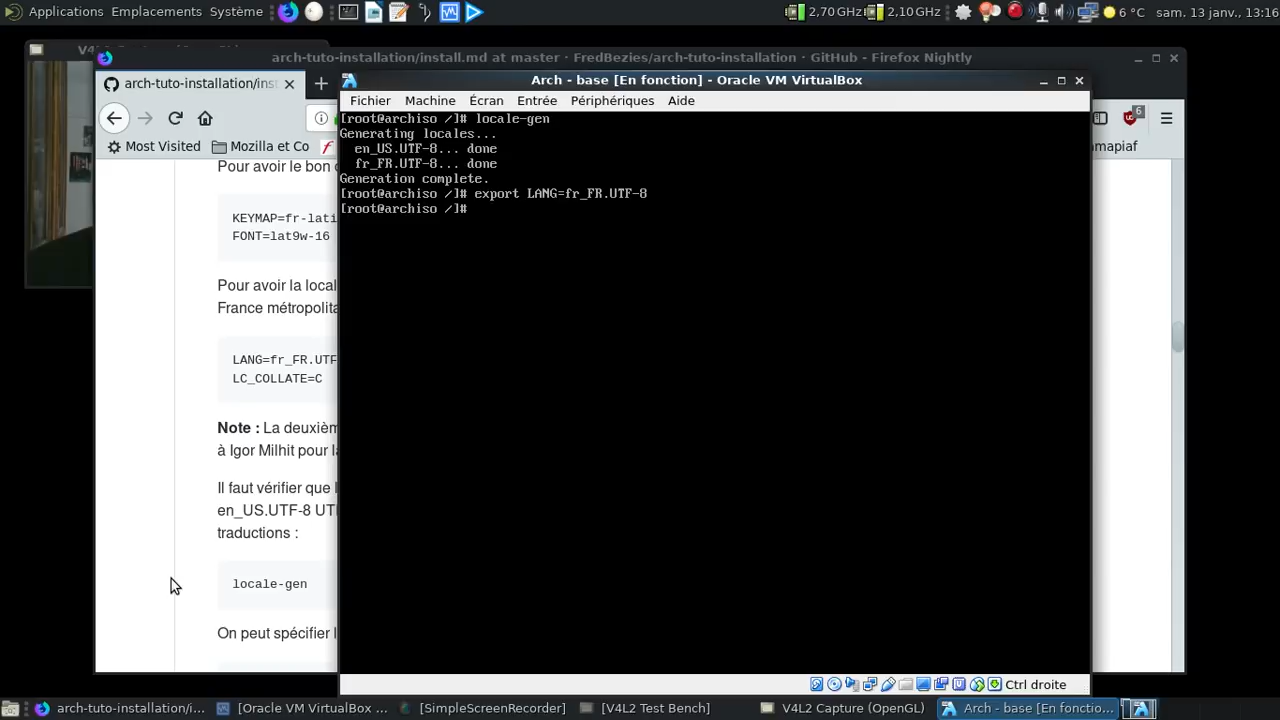 Applications Emplacements Système 2,70 GHz 2,10 GHz 6 °C sam. 13 janv., 13:16
arch-tuto-installation/install.md at master · FredBezies/arch-tuto-installation · GitHub - Firefox Nightly
arch-tuto-installation/inst
Arch - base [En fonction] - Oracle VM VirtualBox
Fichier Machine Écran Entrée Périphériques Aide
6
Most Visited Mozilla et Co
amapiaf
Pour avoir le bon
KEYMAP=fr-lati
FONT=lat9w-16
Pour avoir la local
France métropolita
LANG=fr_FR.UTF
LC_COLLATE=C
Note : La deuxièm
à Igor Milhit pour l
Il faut vérifier que l
en_US.UTF-8 UT
traductions :
locale-gen
On peut spécifier l
[root@archiso /]# locale-gen
Generating locales...
en_US.UTF-8... done
fr_FR.UTF-8... done
Generation complete.
[root@archiso /]# export LANG=fr_FR.UTF-8
[root@archiso /]#
Ctrl droite
arch-tuto-installation/i... [Oracle VM VirtualBox ... [SimpleScreenRecorder] [V4L2 Test Bench] V4L2 Capture (OpenGL) Arch - base [En fonctio...